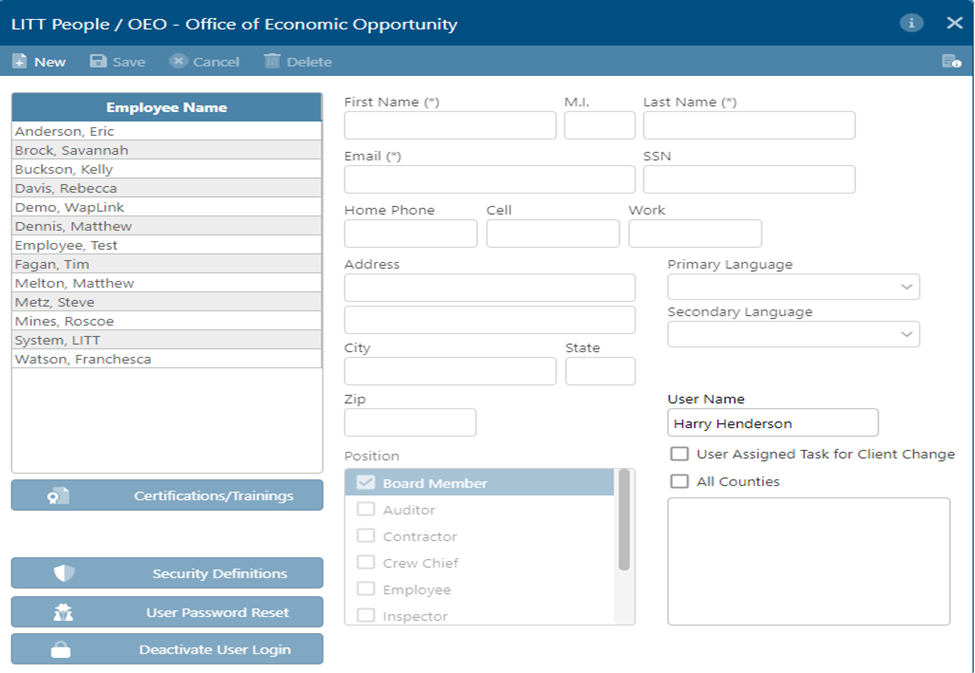 LITT People / OEO - Office of Economic Opportunity
New Save Cancel Delete
Employee Name
Anderson, Eric
Brock, Savannah
Buckson, Kelly
Davis, Rebecca
Demo, WapLink
Dennis, Matthew
Employee, Test
Fagan, Tim
Melton, Matthew
Metz, Steve
Mines, Roscoe
System, LITT
Watson, Franchesca
Certifications/Trainings
Security Definitions
User Password Reset
Deactivate User Login
First Name (*) M.I. Last Name (*)
Email (*) SSN
Home Phone Cell Work
Address Primary Language
Secondary Language
City State
Zip User Name
Harry Henderson
User Assigned Task for Client Change
All Counties
Position
Board Member
Auditor
Contractor
Crew Chief
Employee
Inspector